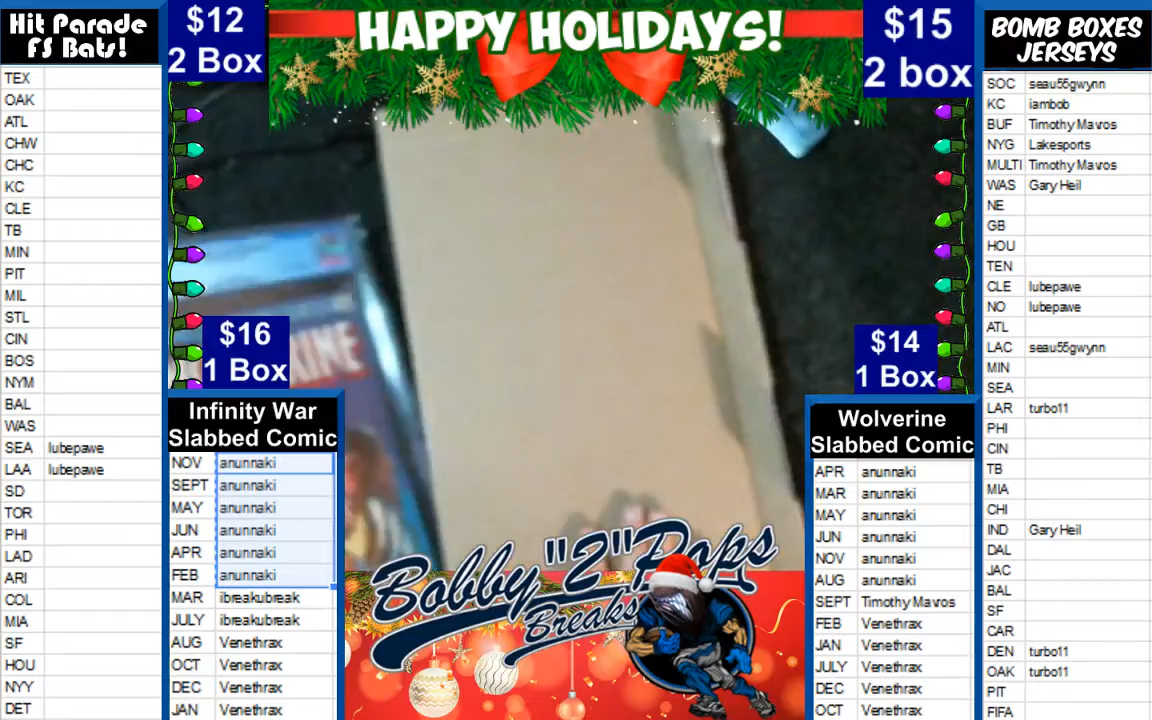 Hit Parade
FS Bats!
TEX
OAK
ATL
CHW
CHC
KC
CLE
TB
MIN
PIT
MIL
STL
CIN
BOS
NYM
BAL
WAS
SEA lubepawe
LAA lubepawe
SD
TOR
PHI
LAD
ARI
COL
MIA
SF
HOU
NYY
DET
$12
2 Box
HAPPY HOLIDAYS!
$15
2 box
$16
1 Box
$14
1 Box
Infinity War
Slabbed Comic
NOV anunnaki
SEPT anunnaki
MAY anunnaki
JUN anunnaki
APR anunnaki
FEB anunnaki
MAR ibreakubreak
JULY ibreakubreak
AUG Venethrax
OCT Venethrax
DEC Venethrax
JAN Venethrax
Bobby "2" Pops
Breaks
Wolverine
Slabbed Comic
APR anunnaki
MAR anunnaki
MAY anunnaki
JUN anunnaki
NOV anunnaki
AUG anunnaki
SEPT Timothy Mavros
FEB Venethrax
JAN Venethrax
JULY Venethrax
DEC Venethrax
OCT Venethrax
BOMB BOXES
JERSEYS
SOC seau55gwynn
KC iambob
BUF Timothy Mavros
NYG Lakesports
MULTI Timothy Mavros
WAS Gary Heil
NE
GB
HOU
TEN
CLE lubepawe
NO lubepawe
ATL
LAC seau55gwynn
MIN
SEA
LAR turbo11
PHI
CIN
TB
MIA
CHI
IND Gary Heil
DAL
JAC
BAL
SF
CAR
DEN turbo11
OAK turbo11
PIT
FIFA